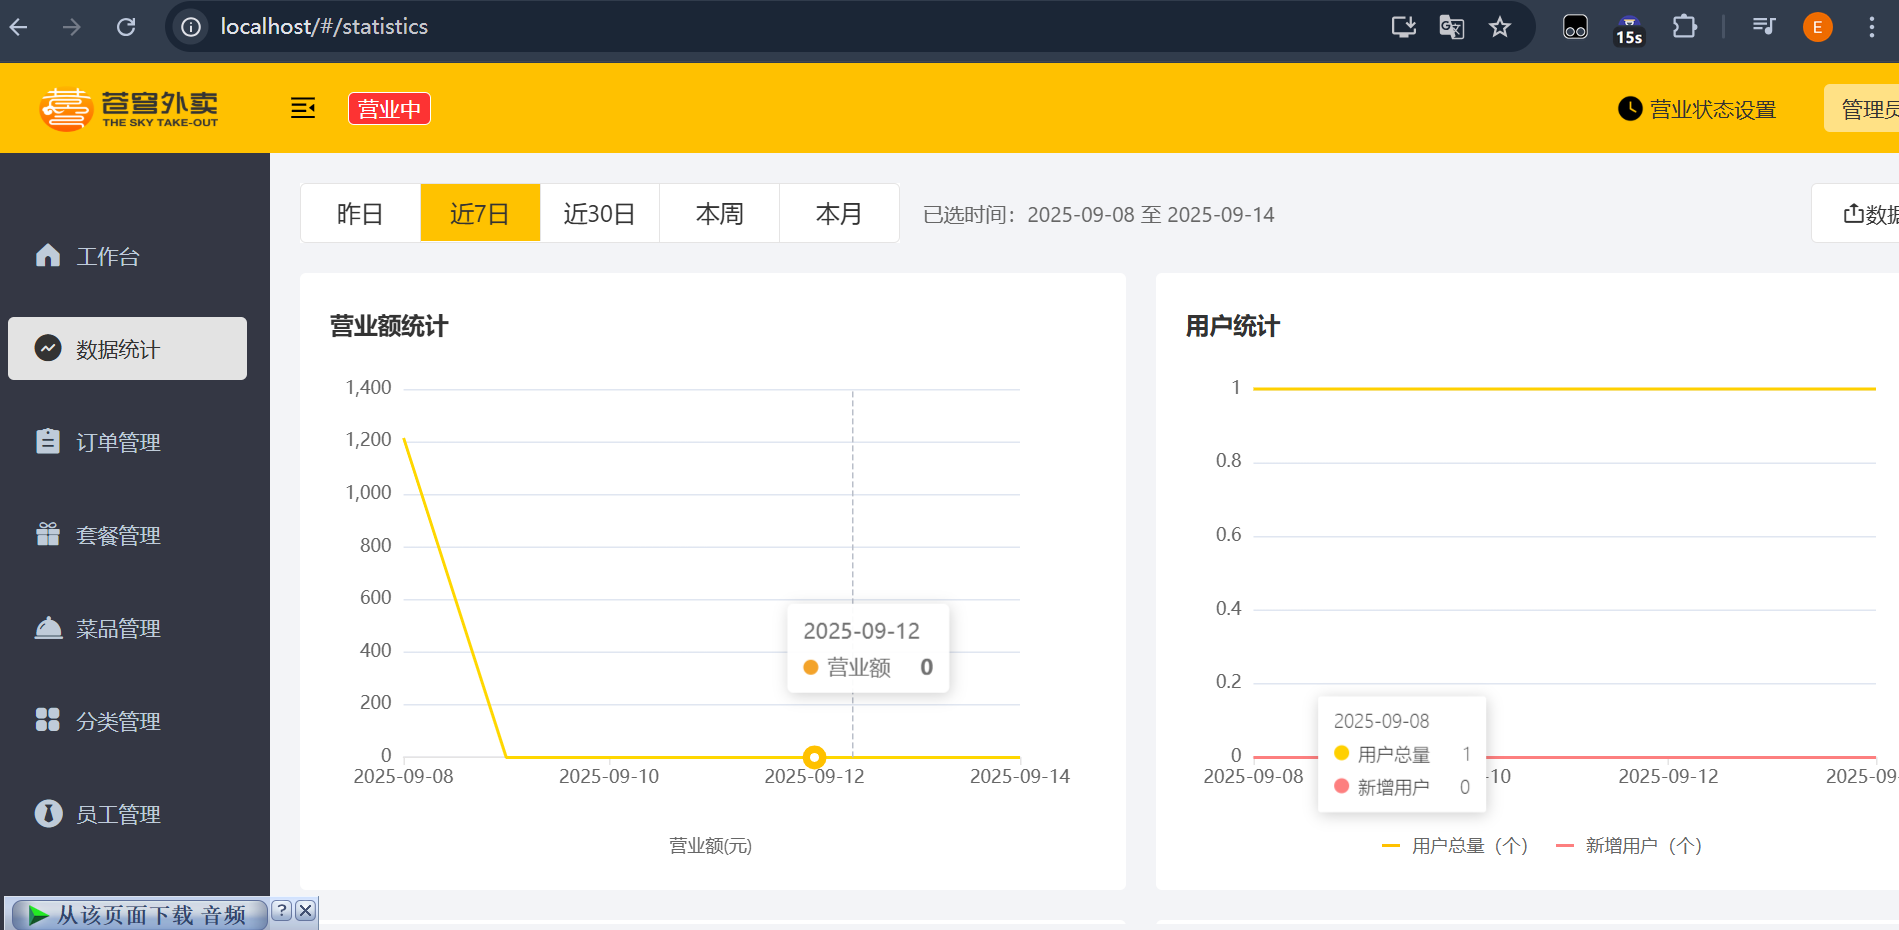 localhost/#/statistics
15s
E
苍穹外卖
THE SKY TAKE-OUT
营业中
营业状态设置
管理员
昨日
近7日
近30日
本周
本月
已选时间：2025-09-08 至 2025-09-14
数据
工作台
数据统计
订单管理
套餐管理
菜品管理
分类管理
员工管理
营业额统计
1,400
1,200
1,000
800
600
400
200
0
2025-09-08
2025-09-10
2025-09-12
2025-09-14
2025-09-12
营业额 0
营业额(元)
用户统计
1
0.8
0.6
0.4
0.2
0
2025-09-08
-10
2025-09-12
2025-09
2025-09-08
用户总量 1
新增用户 0
用户总量（个）
新增用户（个）
从该页面下载 音频
?